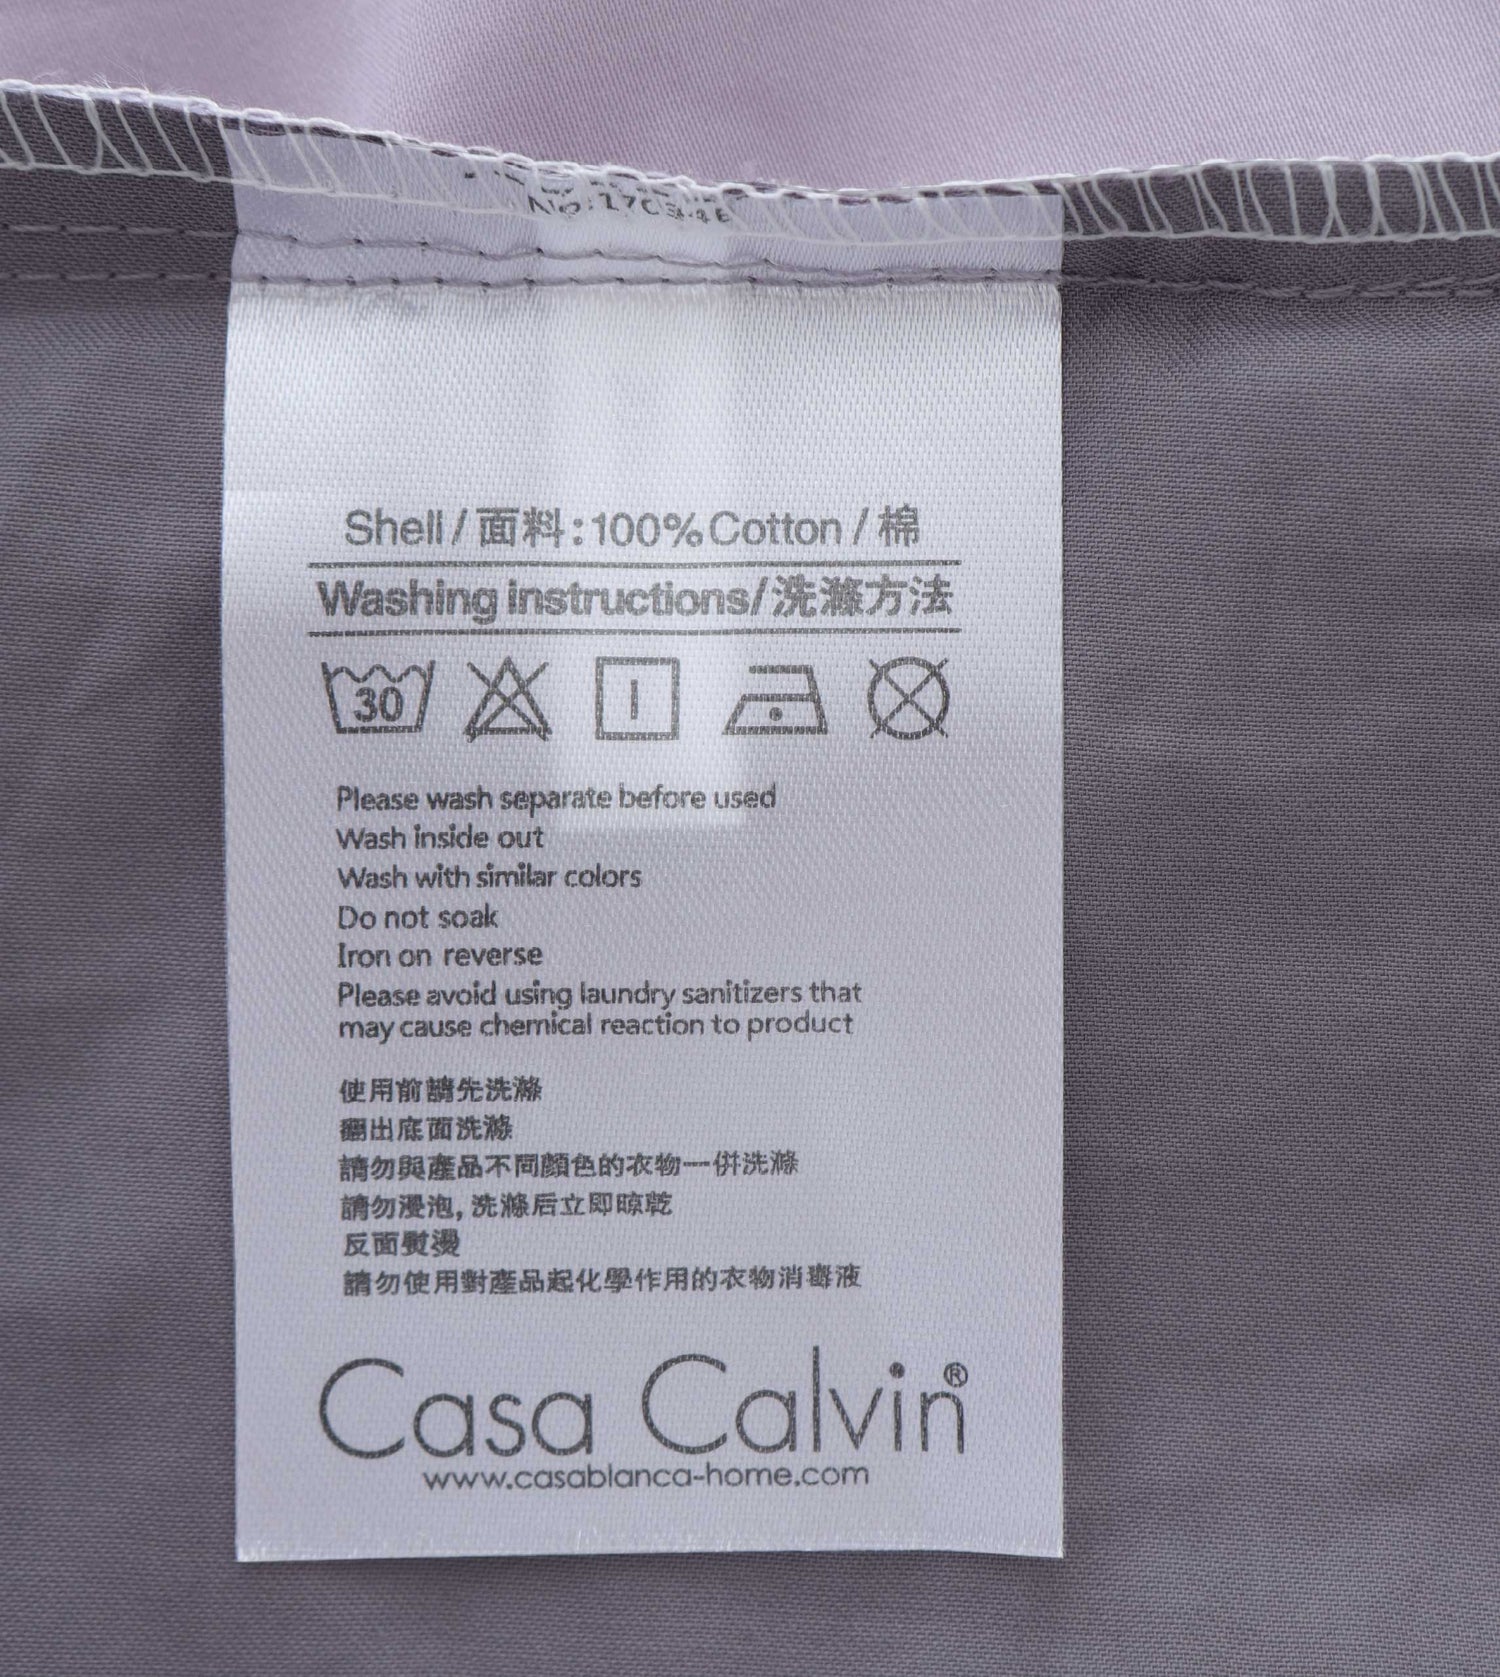 Shell / 面料 : 100% Cotton / 棉
Washing instructions/洗滌方法
30
Please wash separate before used
Wash inside out
Wash with similar colors
Do not soak
Iron on reverse
Please avoid using laundry sanitizers that
may cause chemical reaction to product
使用前請先洗滌
翻出底面洗滌
請勿與產品不同顏色的衣物一併洗滌
請勿浸泡, 洗滌后立即晾乾
反面熨燙
請勿使用對產品起化學作用的衣物消毒液
Casa Calvin®
www.casablanca-home.com